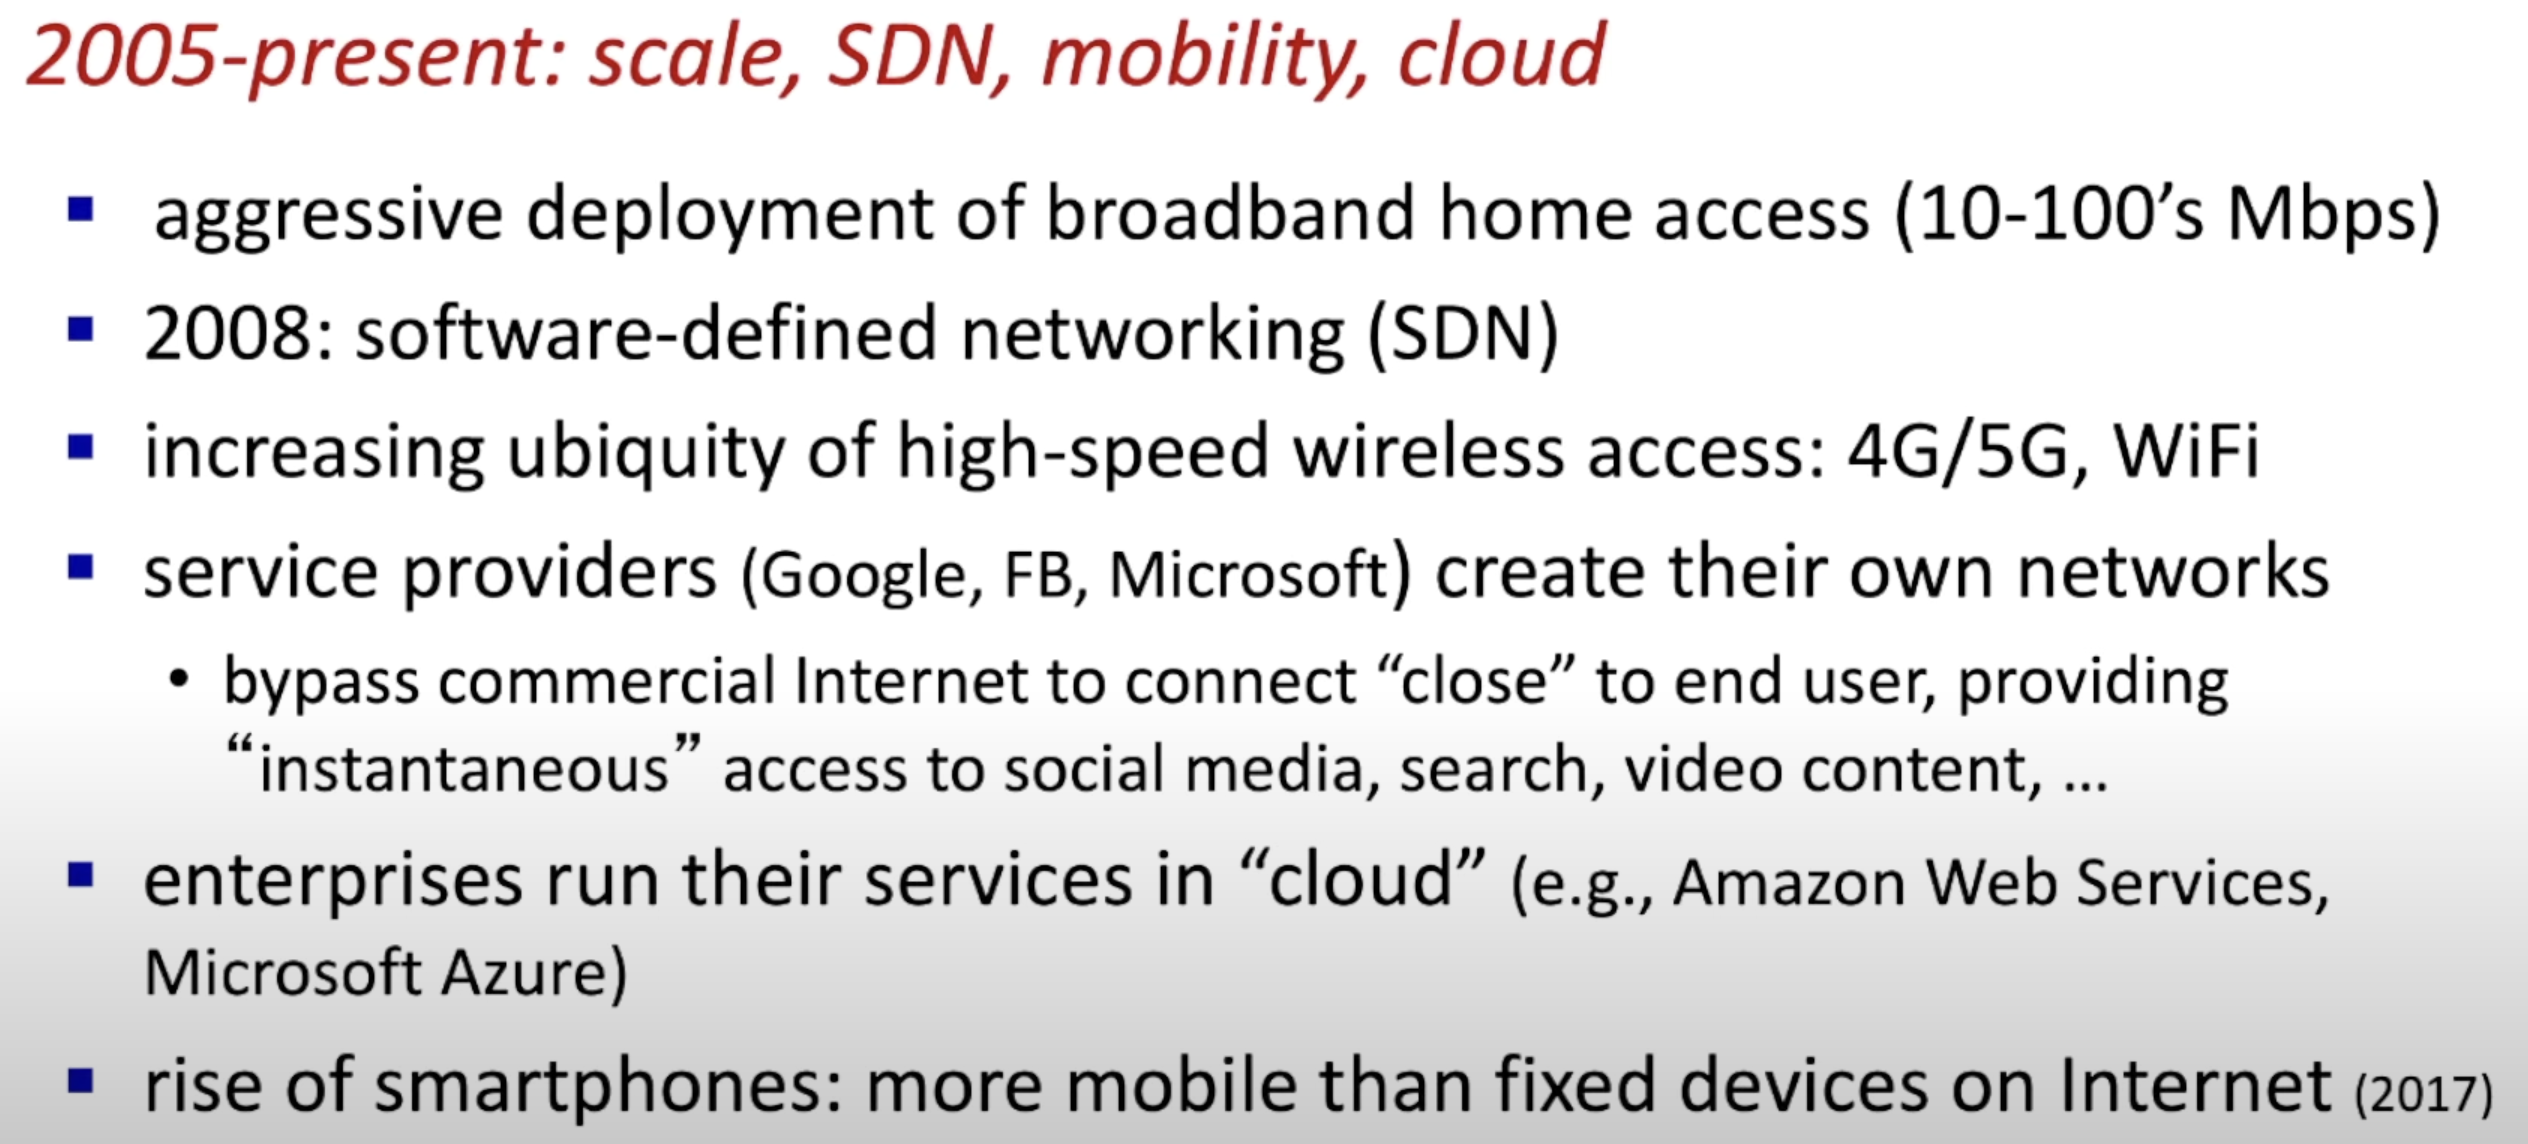 2005-present: scale, SDN, mobility, cloud
aggressive deployment of broadband home access (10-100’s Mbps)
2008: software-defined networking (SDN)
increasing ubiquity of high-speed wireless access: 4G/5G, WiFi
service providers (Google, FB, Microsoft) create their own networks
• bypass commercial Internet to connect “close” to end user, providing
“instantaneous” access to social media, search, video content, …
enterprises run their services in “cloud” (e.g., Amazon Web Services,
Microsoft Azure)
rise of smartphones: more mobile than fixed devices on Internet (2017)